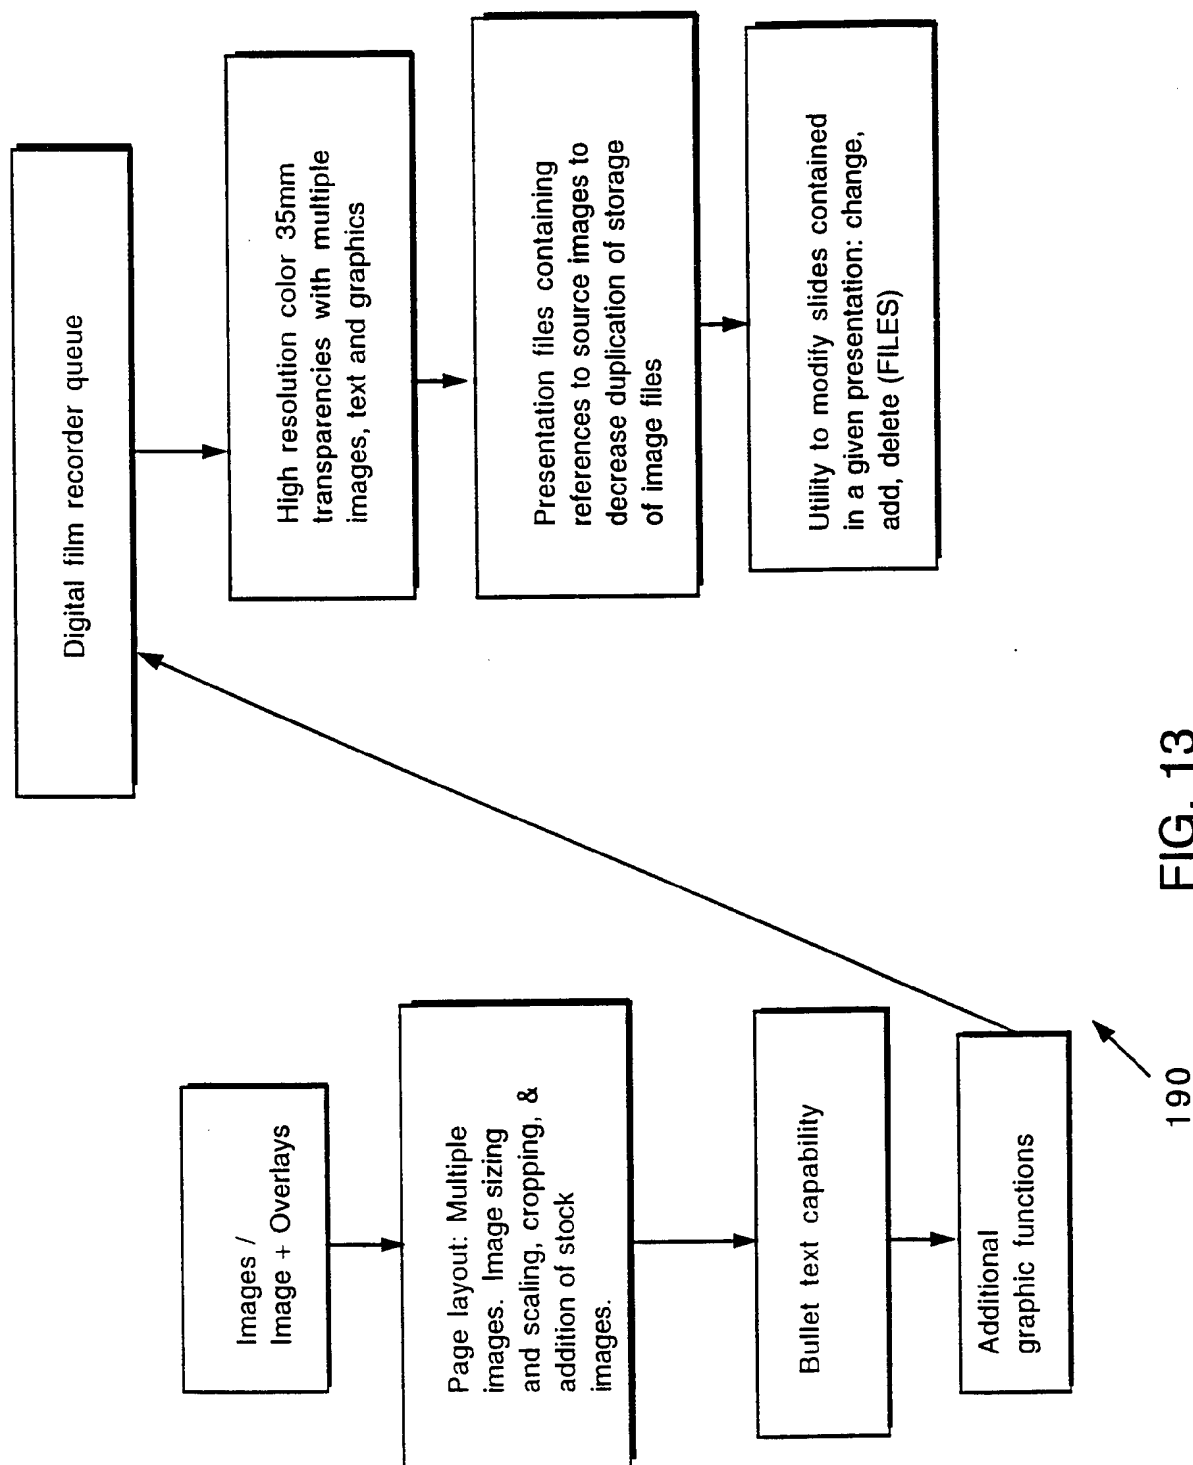 Images /
Image + Overlays
Page layout: Multiple
images. Image sizing
and scaling, cropping, &
addition of stock
images.
Bullet text capability
Additional
graphic functions
190
Digital film recorder queue
High resolution color 35mm
transparencies with multiple
images, text and graphics
Presentation files containing
references to source images to
decrease duplication of storage
of image files
Utility to modify slides contained
in a given presentation: change,
add, delete (FILES)
FIG. 13